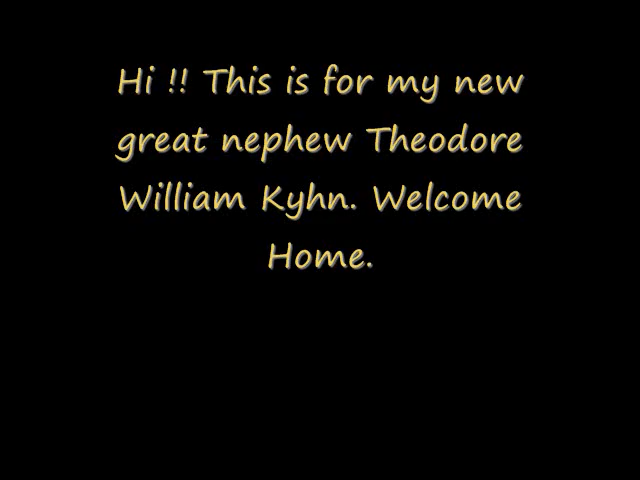 Hi !! This is for my new
great nephew Theodore
William Kyhn. Welcome
Home.